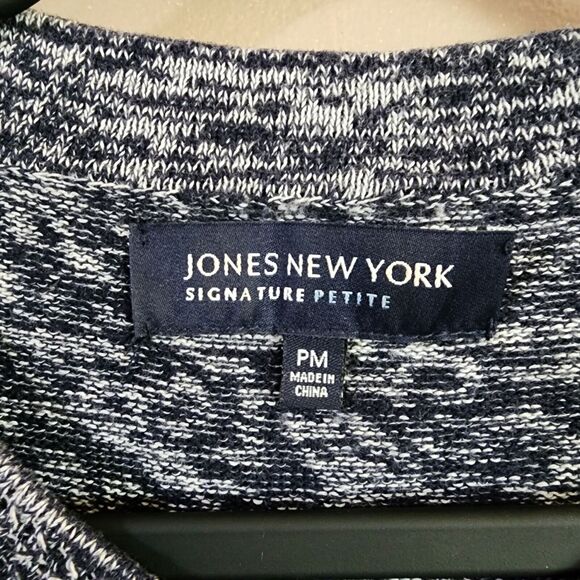 JONES NEW YORK
SIGNATURE PETITE
PM
MADE IN
CHINA